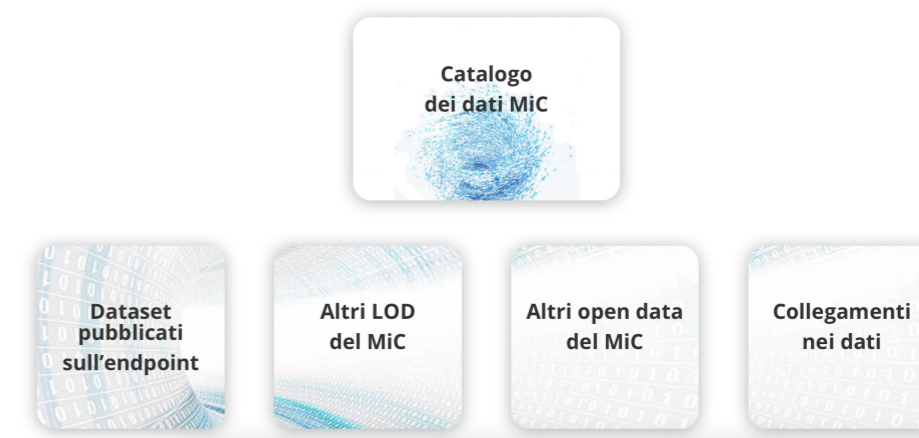 Catalogo
dei dati MiC
Dataset
pubblicati
sull'endpoint
Altri LOD
del MiC
Altri open data
del MiC
Collegamenti
nei dati